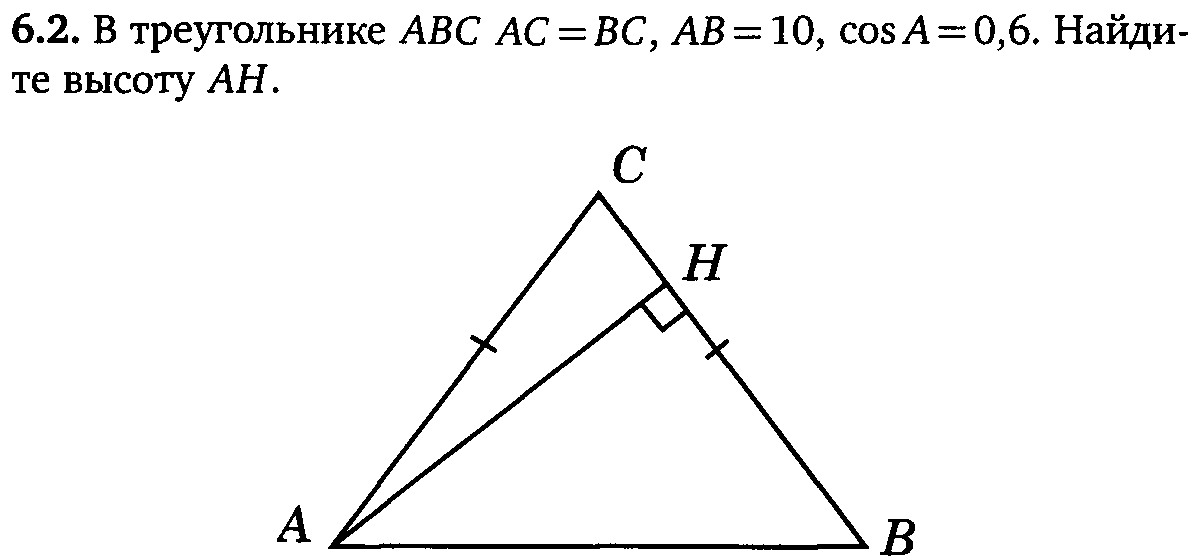 6.2. В треугольнике ABC AC = BC, AB = 10, cos A = 0,6. Найди-
те высоту AH.
C
H
A
B